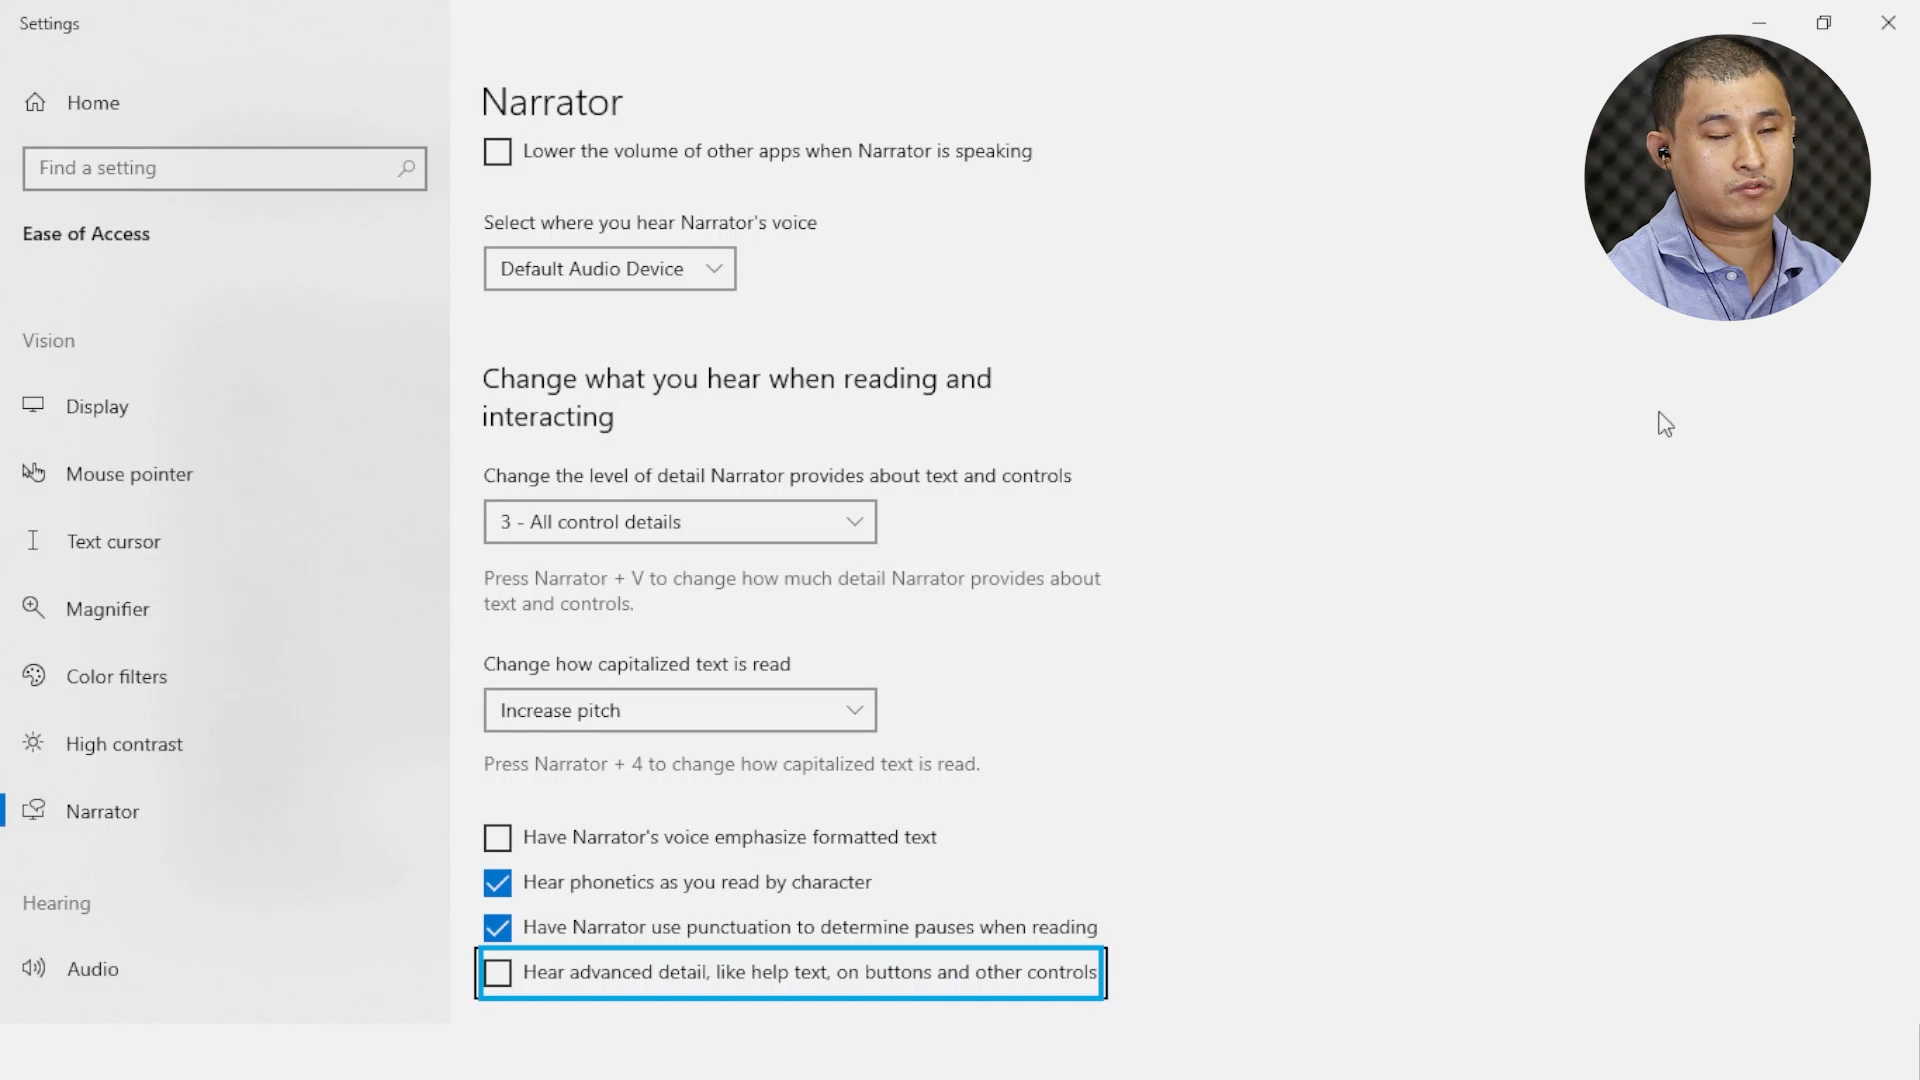 Settings
Home
Find a setting
Ease of Access
Vision
Display
Mouse pointer
Text cursor
Magnifier
Color filters
High contrast
Narrator
Hearing
Audio
Narrator
Lower the volume of other apps when Narrator is speaking
Select where you hear Narrator's voice
Default Audio Device
Change what you hear when reading and
interacting
Change the level of detail Narrator provides about text and controls
3 - All control details
Press Narrator + V to change how much detail Narrator provides about
text and controls.
Change how capitalized text is read
Increase pitch
Press Narrator + 4 to change how capitalized text is read.
Have Narrator's voice emphasize formatted text
Hear phonetics as you read by character
Have Narrator use punctuation to determine pauses when reading
Hear advanced detail, like help text, on buttons and other controls